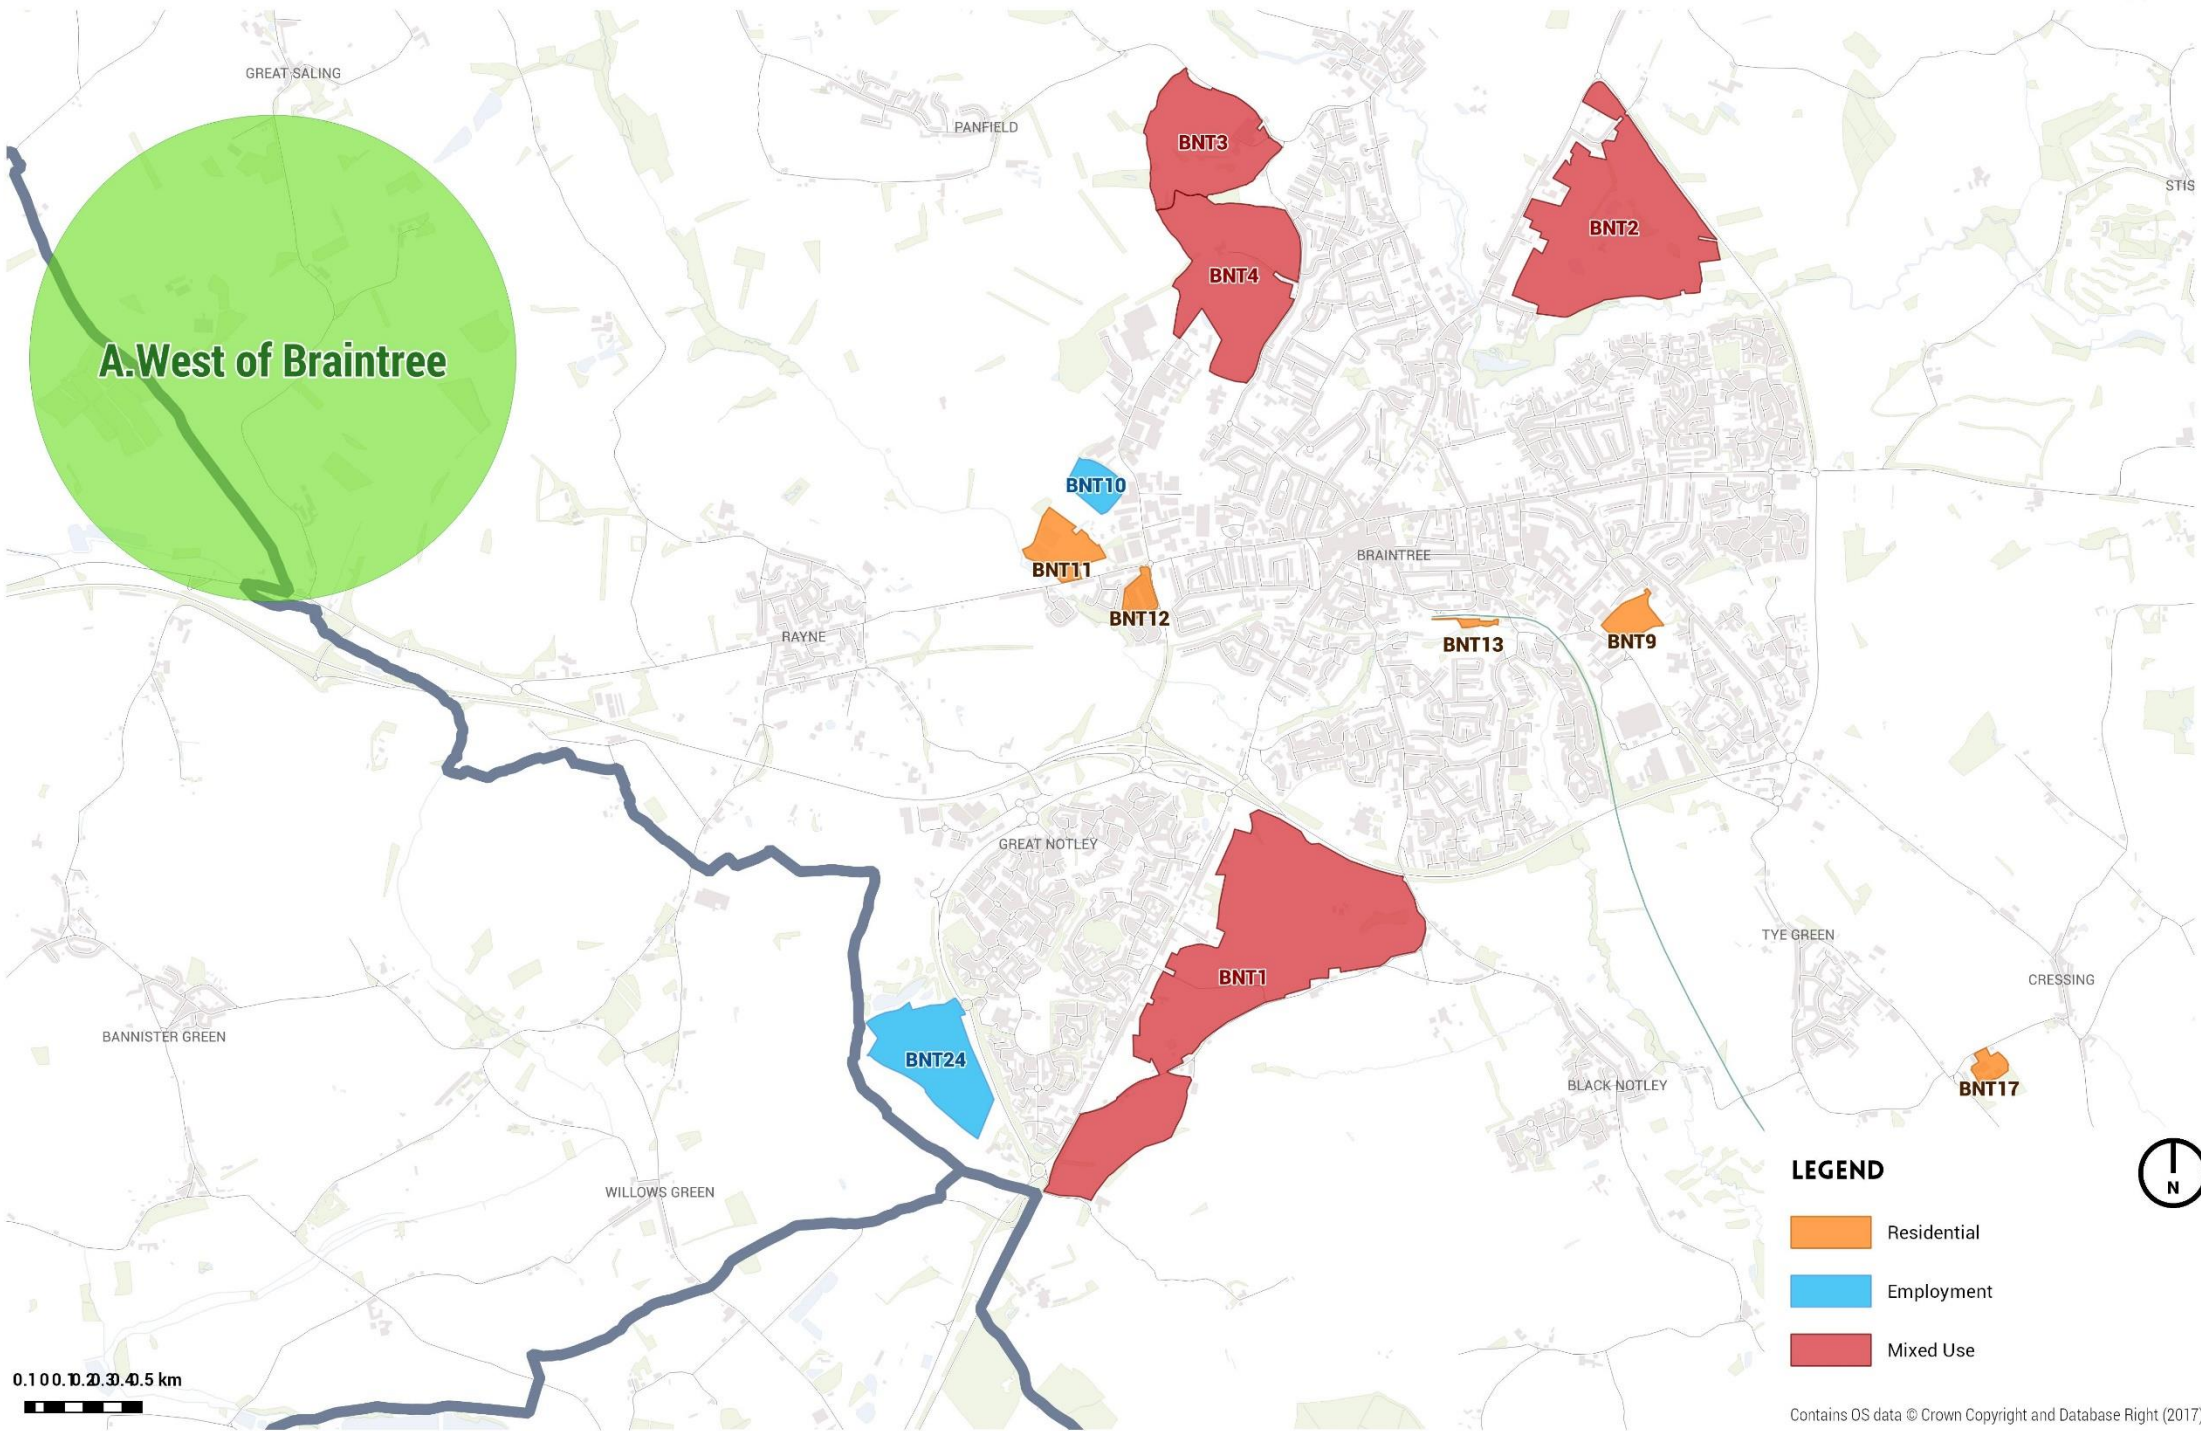 GREAT SALING
PANFIELD
BNT3
STIS
BNT2
BNT4
A.West of Braintree
BNT10
BRAINTREE
BNT11
BNT12
RAYNE
BNT13
BNT9
GREAT NOTLEY
TYE GREEN
BNT1
CRESSING
BANNISTER GREEN
BNT24
BLACK NOTLEY
BNT17
WILLOWS GREEN
LEGEND
N
Residential
Employment
Mixed Use
0.1 0 0.1 0.2 0.3 0.4 0.5 km
Contains OS data © Crown Copyright and Database Right (2017)